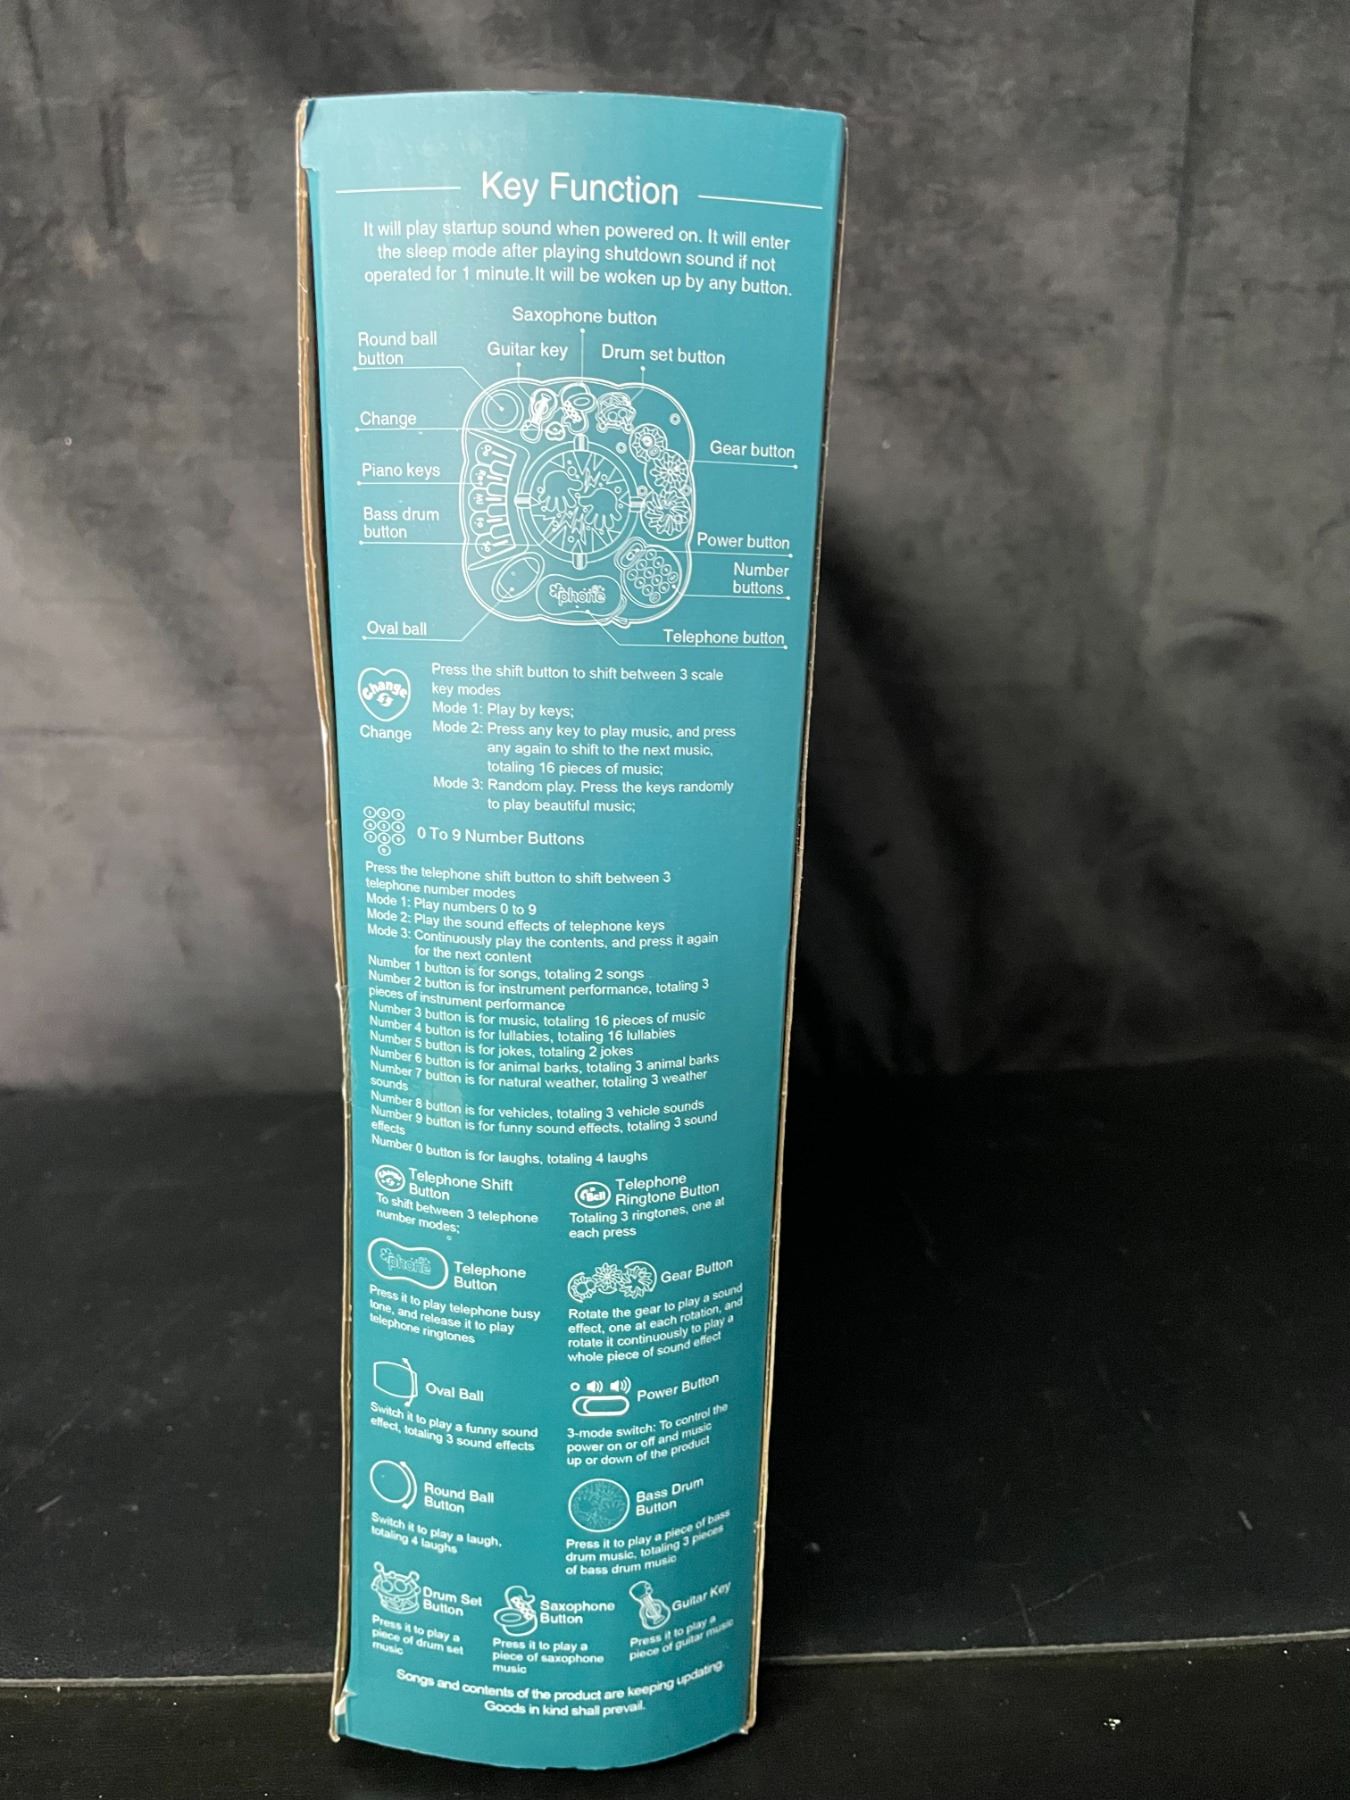 Key Function
It will play startup sound when powered on. It will enter
the sleep mode after playing shutdown sound if not
operated for 1 minute.It will be woken up by any button.
Saxophone button
Round ball
button
Guitar key
Drum set button
Change
Gear button
Piano keys
Bass drum
button
Power button
Number
buttons
phone
Oval ball
Telephone button
Change
Change
Press the shift button to shift between 3 scale
key modes
Mode 1: Play by keys;
Mode 2: Press any key to play music, and press
any again to shift to the next music,
totaling 16 pieces of music;
Mode 3: Random play. Press the keys randomly
to play beautiful music;
0 To 9 Number Buttons
Press the telephone shift button to shift between 3
telephone number modes
Mode 1: Play numbers 0 to 9
Mode 2: Play the sound effects of telephone keys
Mode 3: Continuously play the contents, and press it again
for the next content
Number 1 button is for songs, totaling 2 songs
Number 2 button is for instrument performance, totaling 3
pieces of instrument performance
Number 3 button is for music, totaling 16 pieces of music
Number 4 button is for lullabies, totaling 16 lullabies
Number 5 button is for jokes, totaling 2 jokes
Number 6 button is for animal barks, totaling 3 animal barks
Number 7 button is for natural weather, totaling 3 weather
sounds
Number 8 button is for vehicles, totaling 3 vehicle sounds
Number 9 button is for funny sound effects, totaling 3 sound
effects
Number 0 button is for laughs, totaling 4 laughs
Telephone Shift
Button
To shift between 3 telephone
number modes;
Bell
Telephone
Ringtone Button
Totaling 3 ringtones, one at
each press
phone
Telephone
Button
Press it to play telephone busy
tone, and release it to play
telephone ringtones
Gear Button
Rotate the gear to play a sound
effect, one at each rotation, and
rotate it continuously to play a
whole piece of sound effect
Oval Ball
Switch it to play a funny sound
effect, totaling 3 sound effects
Power Button
3-mode switch: To control the
power on or off and music
up or down of the product
Round Ball
Button
Switch it to play a laugh,
totaling 4 laughs
Bass Drum
Button
Press it to play a piece of bass
drum music, totaling 3 pieces
of bass drum music
Drum Set
Button
Press it to play a
piece of drum set
music
Saxophone
Button
Press it to play a
piece of saxophone
music
Guitar Key
Press it to play a
piece of guitar music
Songs and contents of the product are keeping updating.
Goods in kind shall prevail.